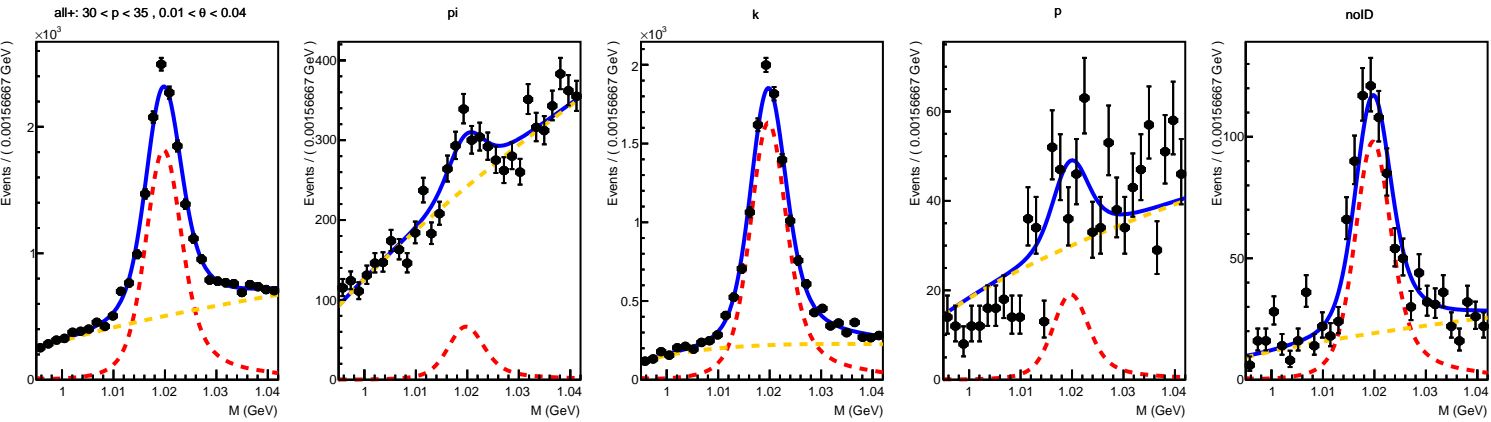 all+: 30 < p < 35 , 0.01 < θ < 0.04
×10³
Events / ( 0.00156667 GeV )
2
1
0
1 1.01 1.02 1.03 1.04
M (GeV)
pi
Events / ( 0.00156667 GeV )
400
300
200
100
0
1 1.01 1.02 1.03 1.04
M (GeV)
k
×10³
Events / ( 0.00156667 GeV )
2
1.5
1
0.5
0
1 1.01 1.02 1.03 1.04
M (GeV)
p
Events / ( 0.00156667 GeV )
60
40
20
0
1 1.01 1.02 1.03 1.04
M (GeV)
noID
Events / ( 0.00156667 GeV )
100
50
0
1 1.01 1.02 1.03 1.04
M (GeV)